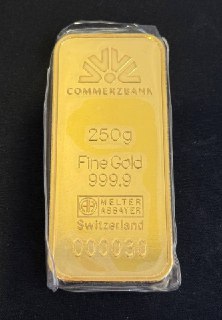 COMMERZBANK
250g
Fine Gold
999.9
MELTER
ASSAYER
Switzerland
000030